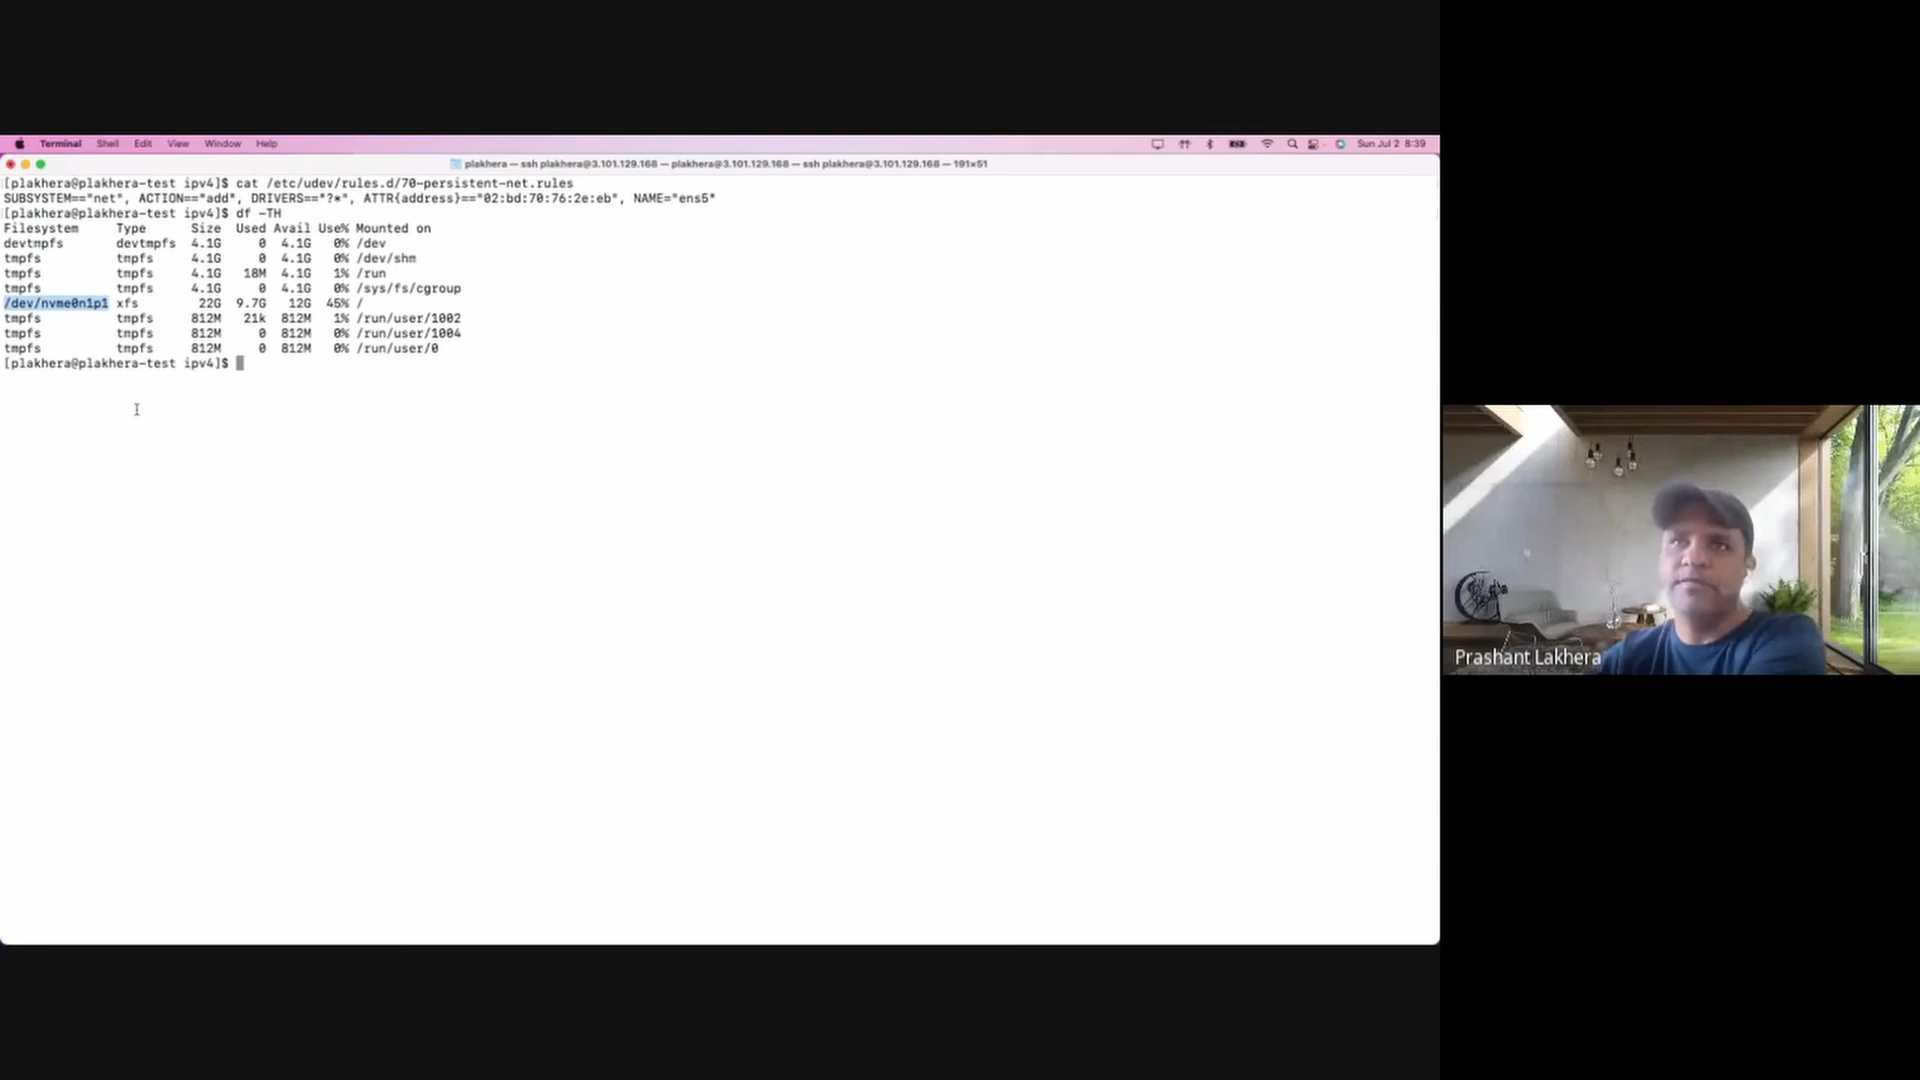 Terminal Shell Edit View Window Help Sun Jul 2 8:39
plakhera — ssh plakhera@3.101.129.168 — plakhera@3.101.129.168 — ssh plakhera@3.101.129.168 — 191×51
[plakhera@plakhera-test ipv4]$ cat /etc/udev/rules.d/70-persistent-net.rules
SUBSYSTEM=="net", ACTION=="add", DRIVERS=="?*", ATTR{address}=="02:bd:70:76:2e:eb", NAME="ens5"
[plakhera@plakhera-test ipv4]$ df -TH
Filesystem     Type      Size  Used Avail Use% Mounted on
devtmpfs       devtmpfs  4.1G     0  4.1G   0% /dev
tmpfs          tmpfs     4.1G     0  4.1G   0% /dev/shm
tmpfs          tmpfs     4.1G   18M  4.1G   1% /run
tmpfs          tmpfs     4.1G     0  4.1G   0% /sys/fs/cgroup
/dev/nvme0n1p1 xfs        22G  9.7G   12G  45% /
tmpfs          tmpfs     812M   21k  812M   1% /run/user/1002
tmpfs          tmpfs     812M     0  812M   0% /run/user/1004
tmpfs          tmpfs     812M     0  812M   0% /run/user/0
[plakhera@plakhera-test ipv4]$
Prashant Lakhera